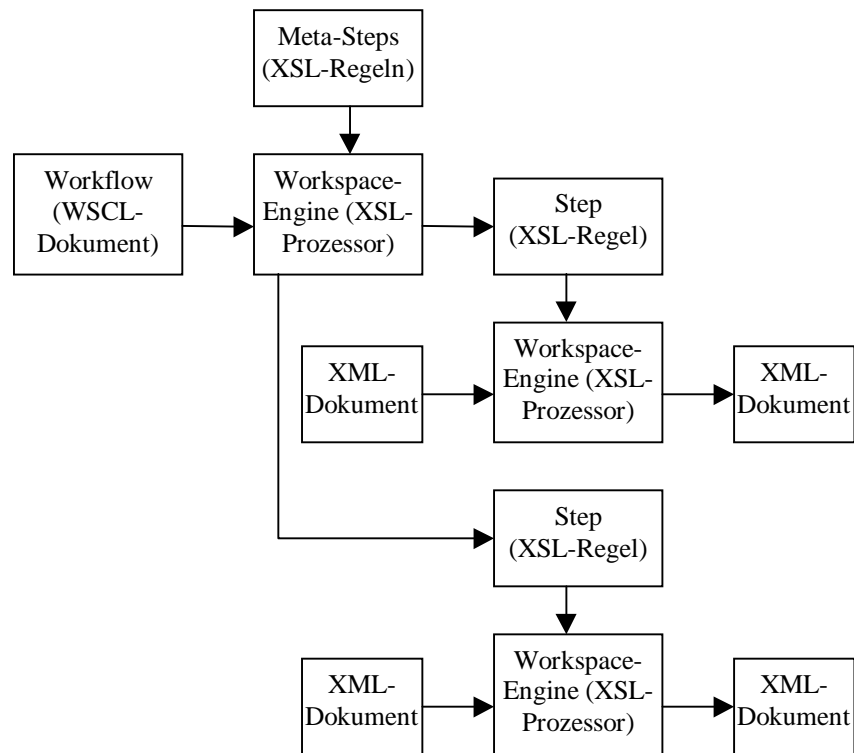 Meta-Steps
(XSL-Regeln)
Workflow
(WSCL-
Dokument)
Workspace-
Engine (XSL-
Prozessor)
Step
(XSL-Regel)
XML-
Dokument
Workspace-
Engine (XSL-
Prozessor)
XML-
Dokument
Step
(XSL-Regel)
XML-
Dokument
Workspace-
Engine (XSL-
Prozessor)
XML-
Dokument